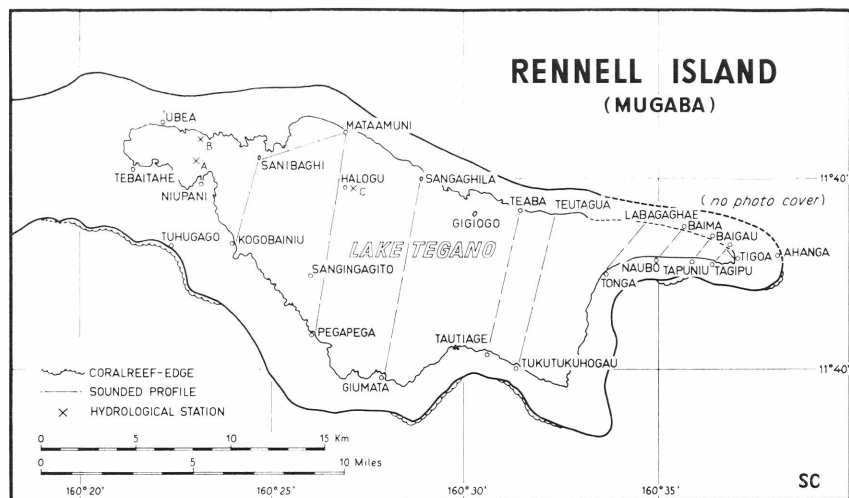 RENNELL ISLAND
(MUGABA)
UBEA
B
A
TEBAITAHE
NIUPANI
SANIBAGHI
MATAAMUNI
HALOGU
C
SANGAGHILA
11°40
TEABA
TEUTAGUA
(no photo cover)
GIGIOGO
LABAGAGHAE
BAIMA
BAIGAU
TUHUGAGO
KOGOBAINIU
LAKE TEGANO
TIGOA
AHANGA
SANGINGAGITO
NAUBO
TAPUNIU
TAGIPU
TONGA
PEGAPEGA
TAUTIAGE
TUKUTUKUHOGAU
11°40
GIUMATA
CORALREEF-EDGE
SOUNDED PROFILE
HYDROLOGICAL STATION
0 5 10 15 Km
0 5 10 Miles
160°20 160°25 160°30 160°35
SC